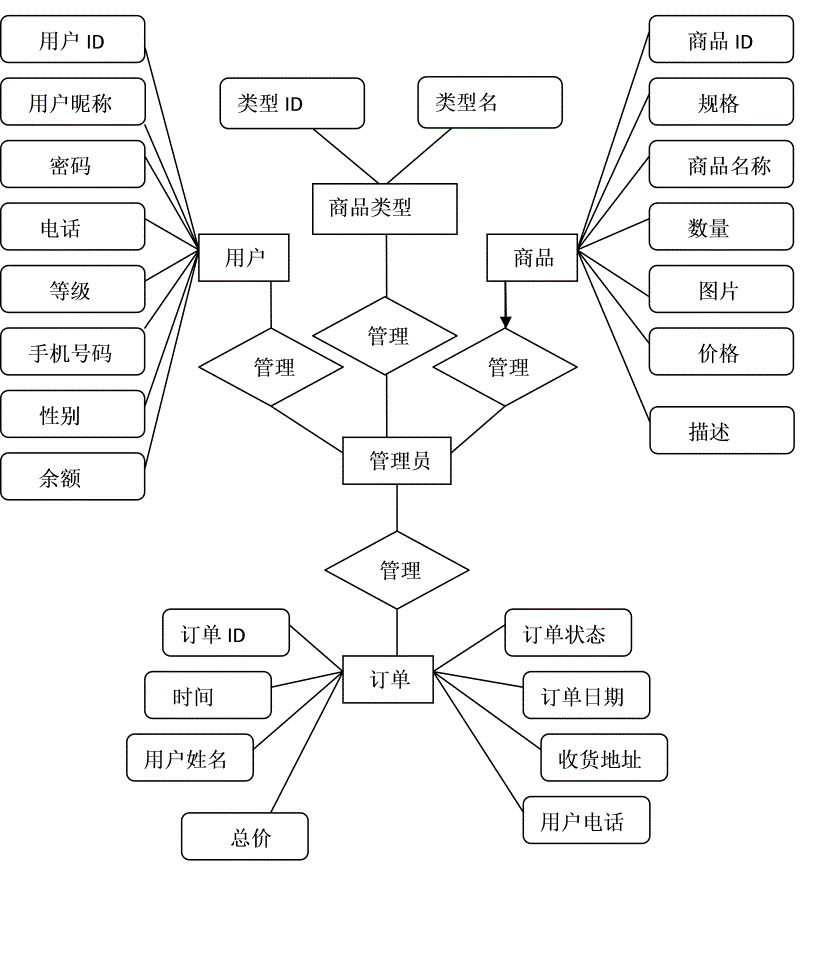 用户 ID
用户昵称
密码
电话
等级
手机号码
性别
余额
类型 ID
类型名
商品类型
用户
商品
管理
管理
管理
管理员
管理
商品 ID
规格
商品名称
数量
图片
价格
描述
订单 ID
时间
用户姓名
总价
订单
订单状态
订单日期
收货地址
用户电话